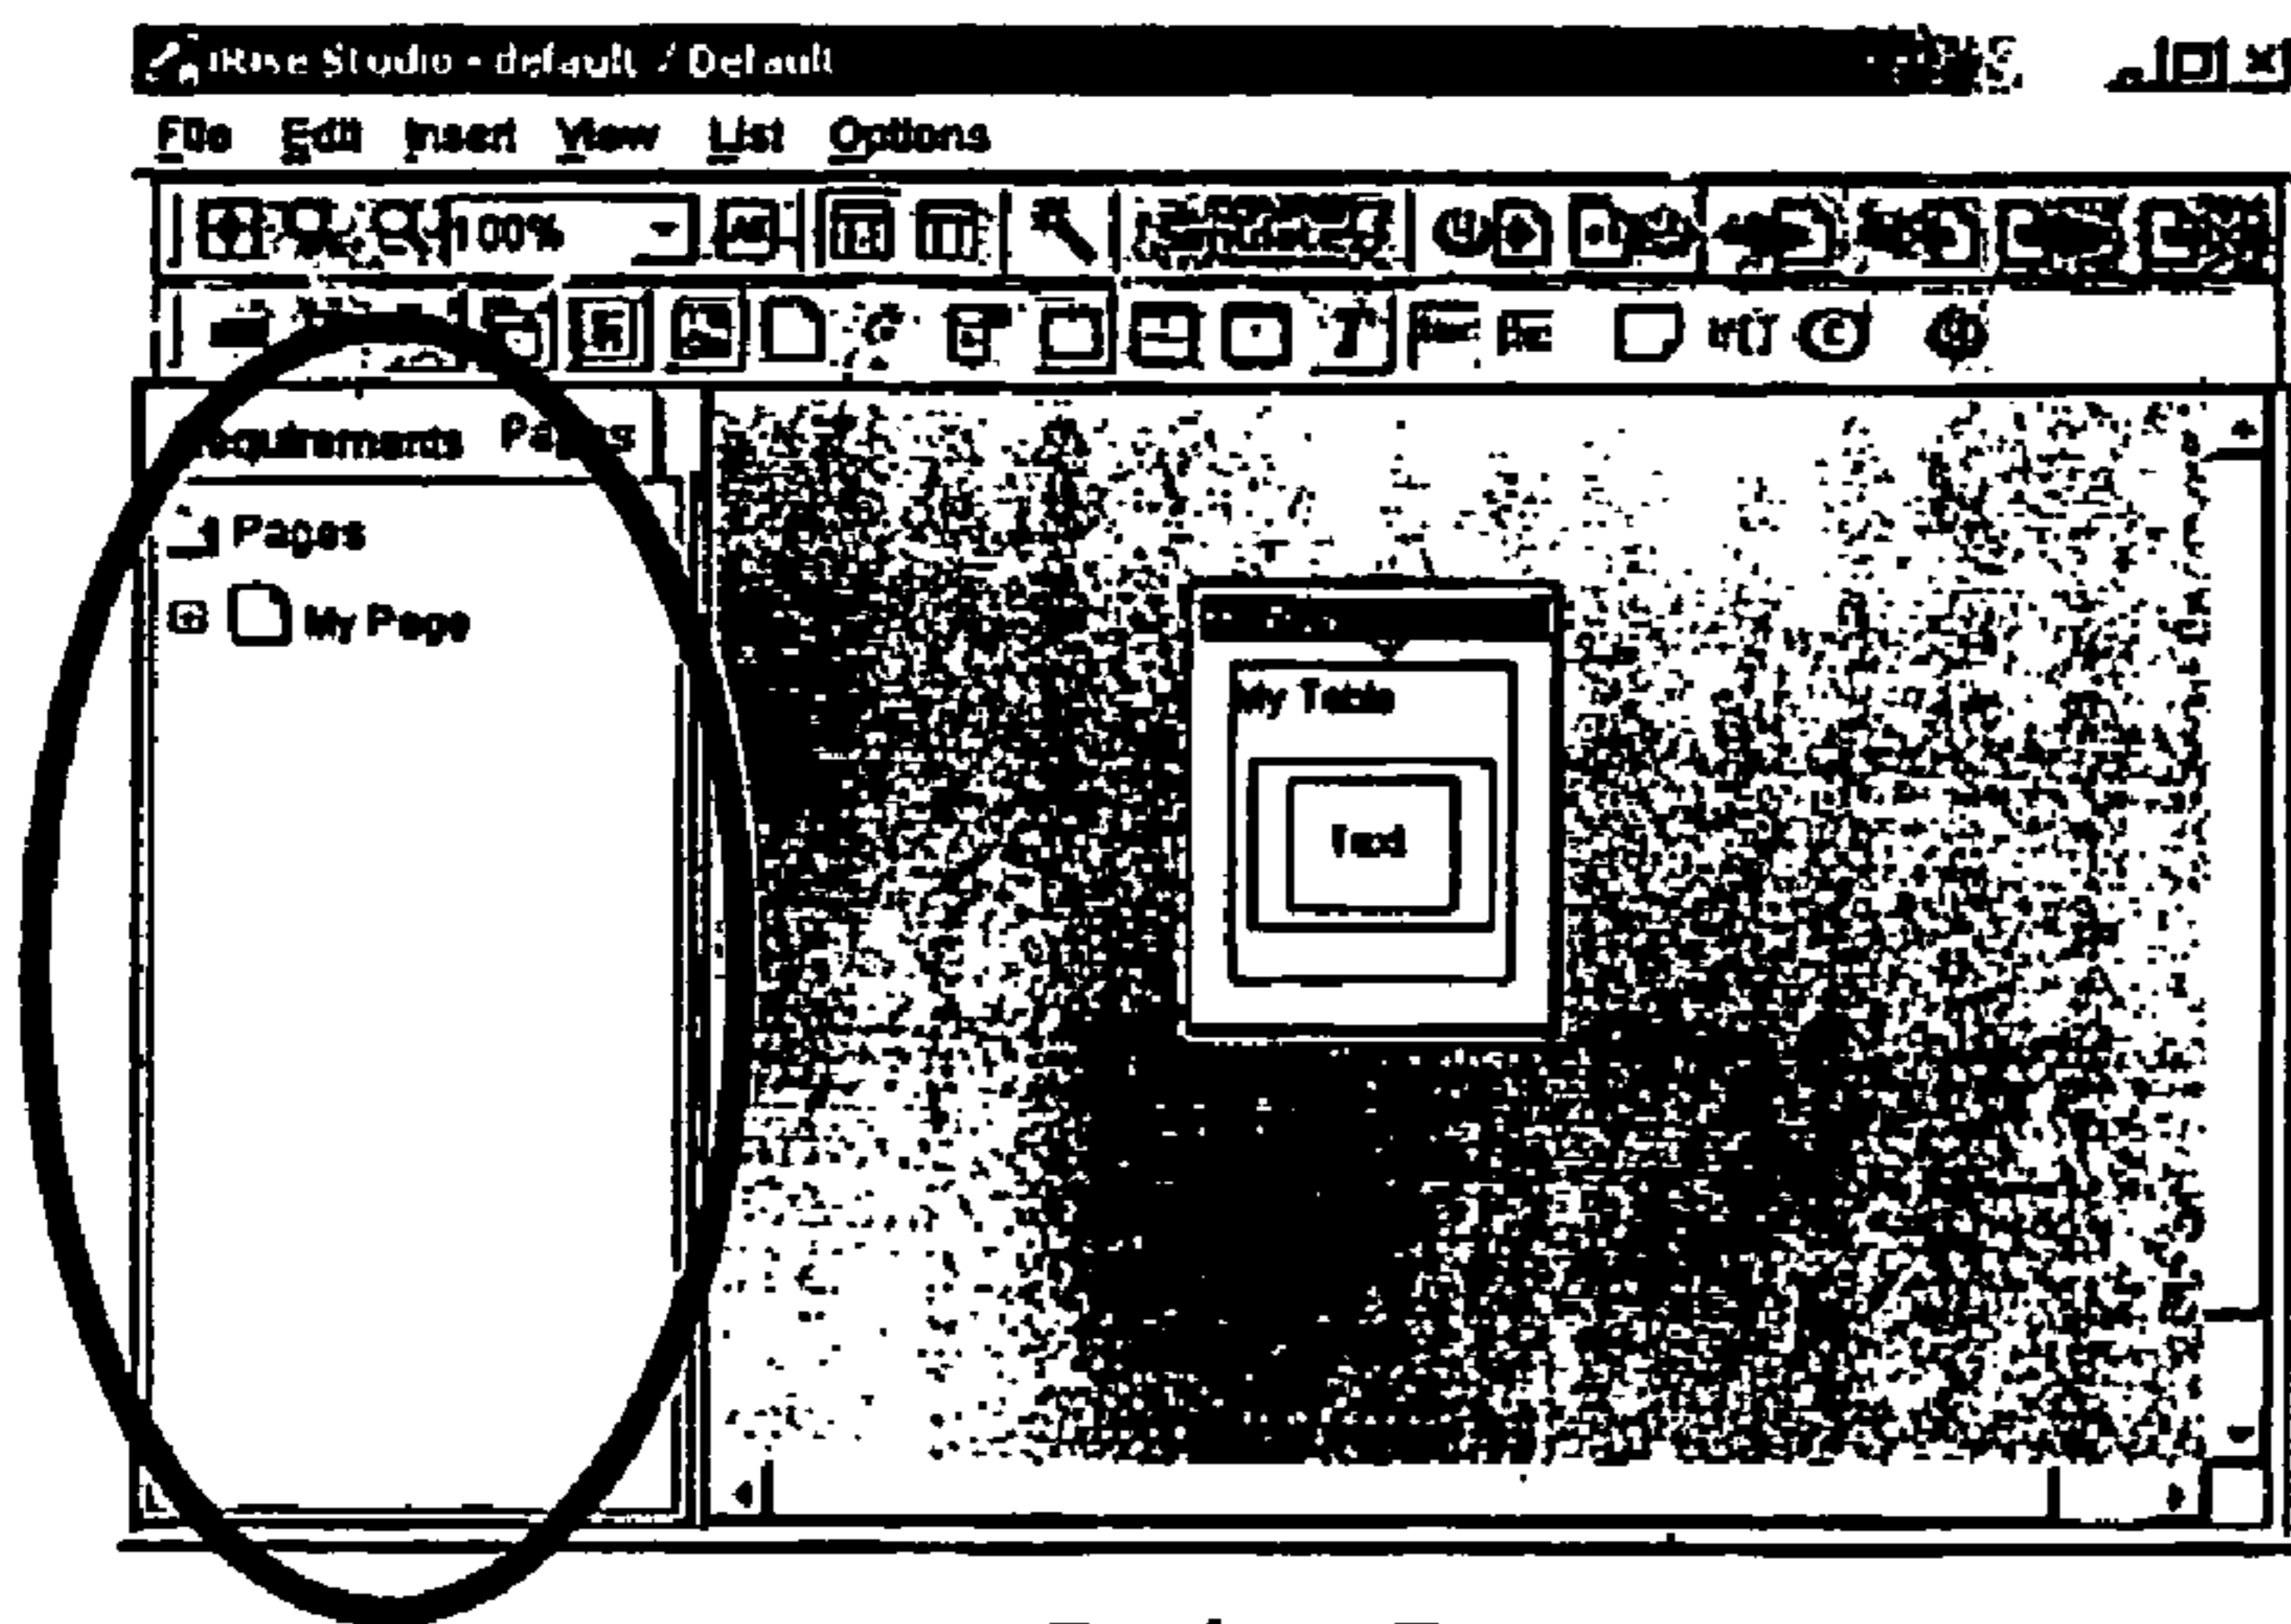 iRise Studio - default / Default
File Edit Insert View List Options
100%
Pages
Pages
My Page
My Table
Text